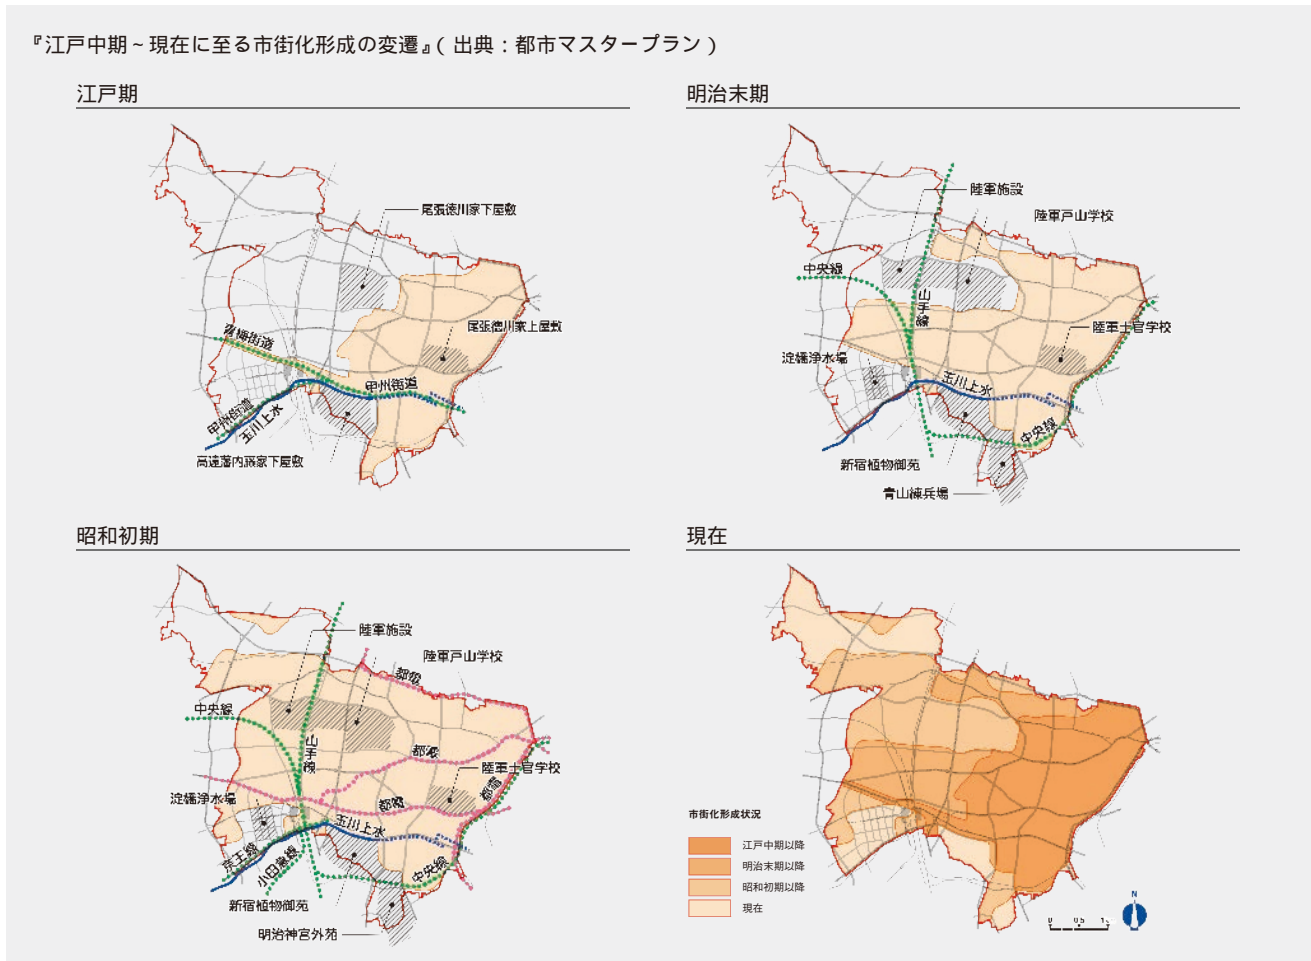 『江戸中期～現在に至る市街化形成の変遷』(出典：都市マスタープラン)
江戸期
尾張徳川家下屋敷
尾張徳川家上屋敷
青梅街道
甲州街道
甲州街道
玉川上水
高遠藩内藤家下屋敷
明治末期
陸軍施設
陸軍戸山学校
中央線
山手線
陸軍士官学校
淀橋浄水場
玉川上水
中央線
新宿植物御苑
青山練兵場
昭和初期
陸軍施設
陸軍戸山学校
都電
中央線
山手線
都電
陸軍士官学校
都電
淀橋浄水場
都電
玉川上水
京王線
小田急線
中央線
新宿植物御苑
明治神宮外苑
現在
市街化形成状況
江戸中期以降
明治末期以降
昭和初期以降
現在
N
0 0.5 1